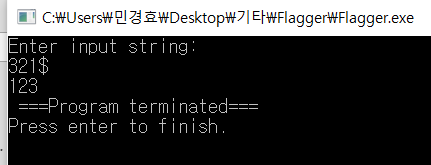 C:₩Users₩민경효₩Desktop₩기타₩Flagger₩Flagger.exe
Enter input string:
321$
123
===Program terminated===
Press enter to finish.